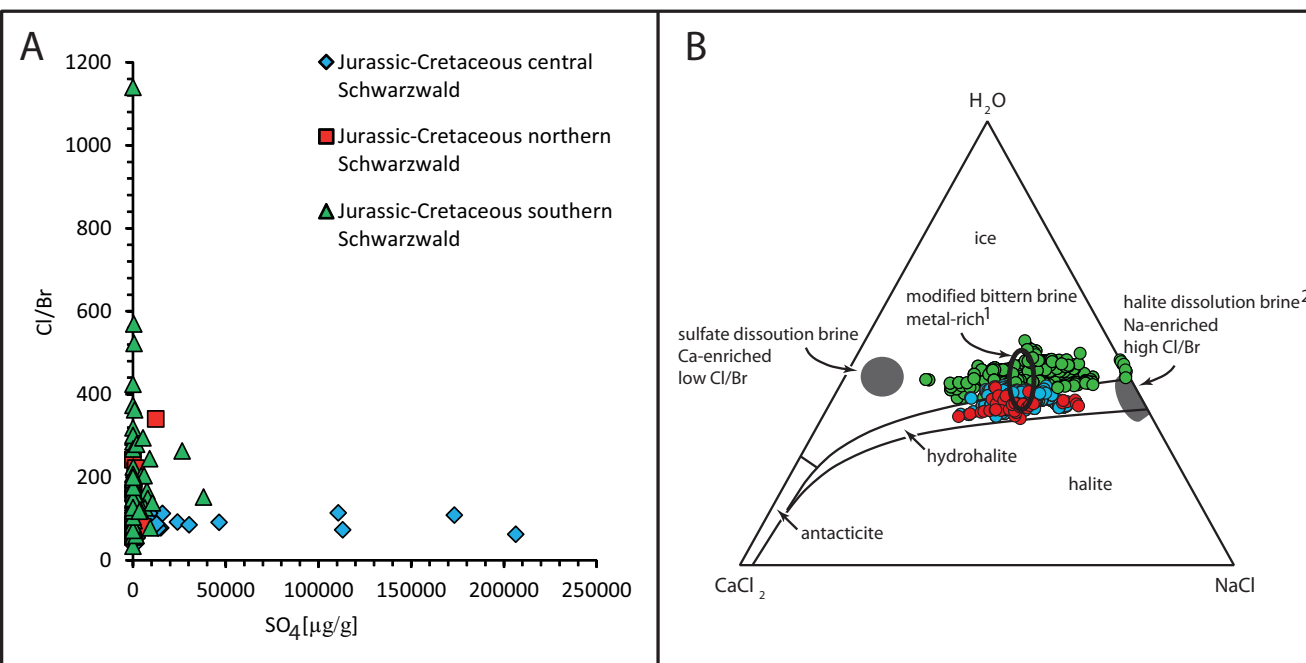 A
1200
1000
800
600
400
200
0
Cl/Br
0
50000
100000
150000
200000
250000
SO4[µg/g]
Jurassic-Cretaceous central
Schwarzwald
Jurassic-Cretaceous northern
Schwarzwald
Jurassic-Cretaceous southern
Schwarzwald
B
H2O
ice
modified bittern brine
metal-rich1
halite dissolution brine2
Na-enriched
high Cl/Br
sulfate dissoution brine
Ca-enriched
low Cl/Br
hydrohalite
halite
antacticite
CaCl2
NaCl